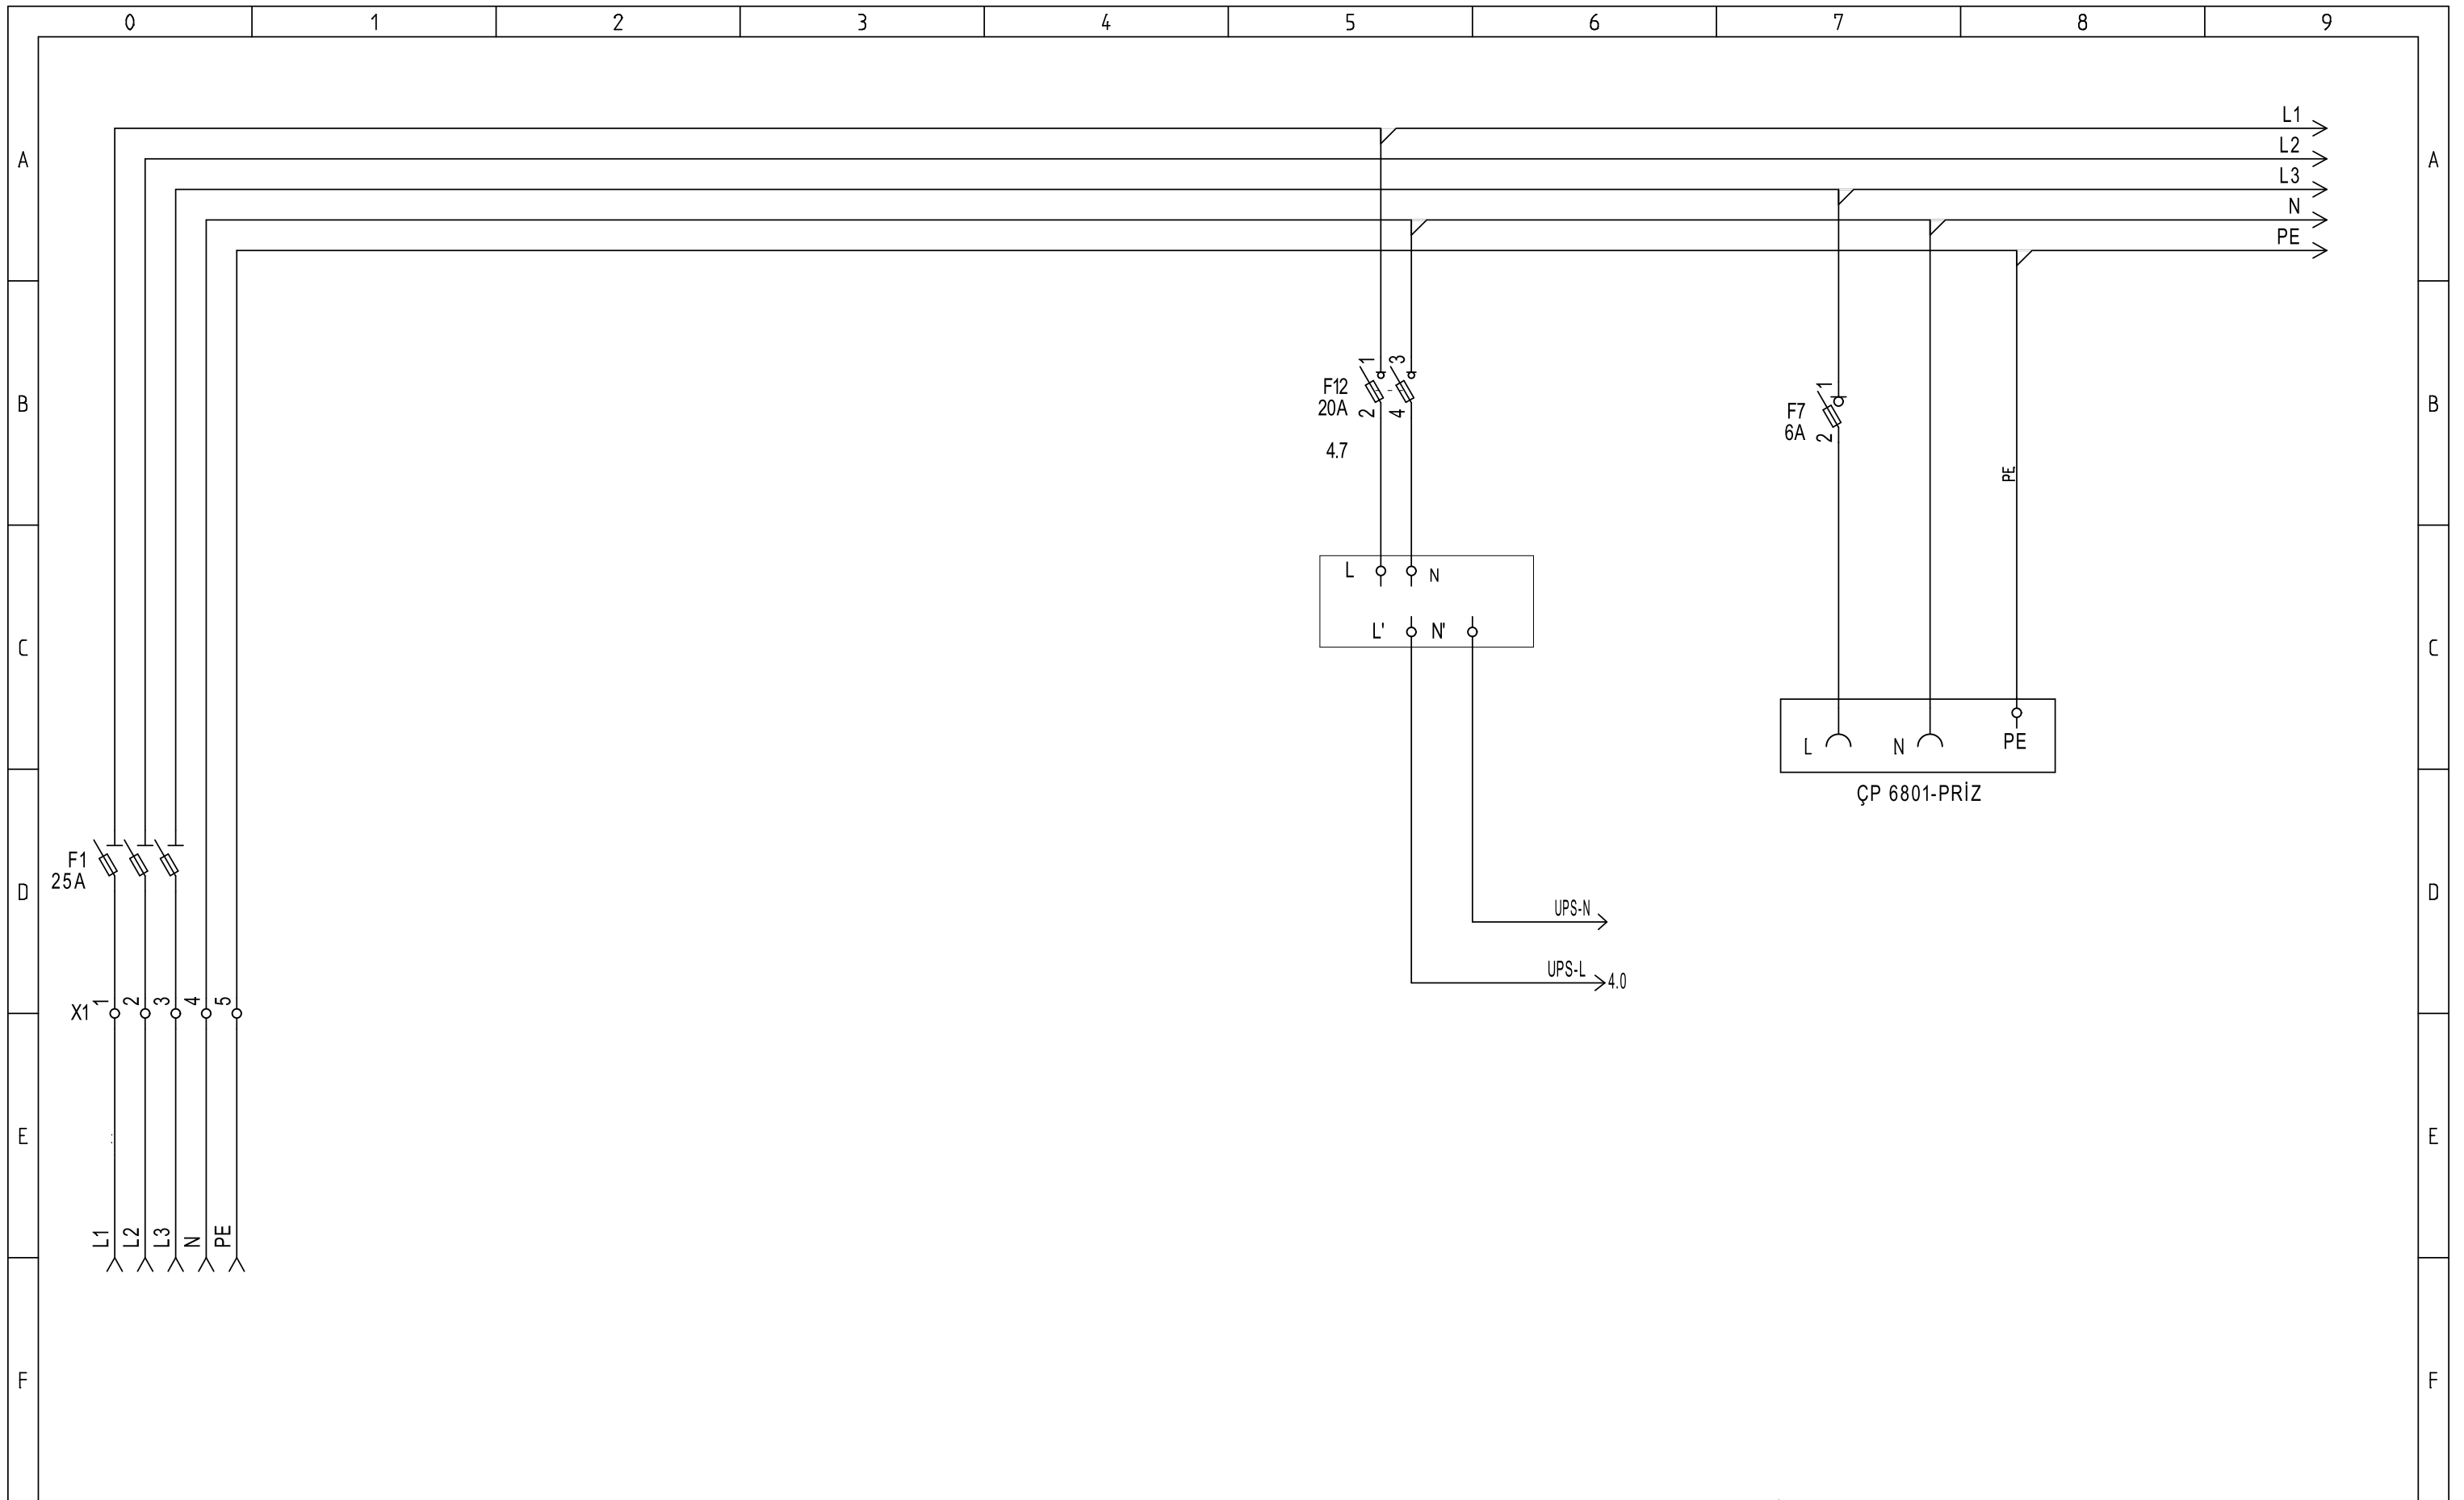 0 1 2 3 4 5 6 7 8 9
L1
A L2 A
L3
N
PE
1 3
F12
20A
2 4
4.7
1
F7
6A
2
B B
PE
L N
L' N'
C C
L N PE
ÇP 6801-PRİZ
F1
25A
D D
UPS-N
UPS-L 4.0
X1 1 2 3 4 5
E E
L1 L2 L3 N PE
F F